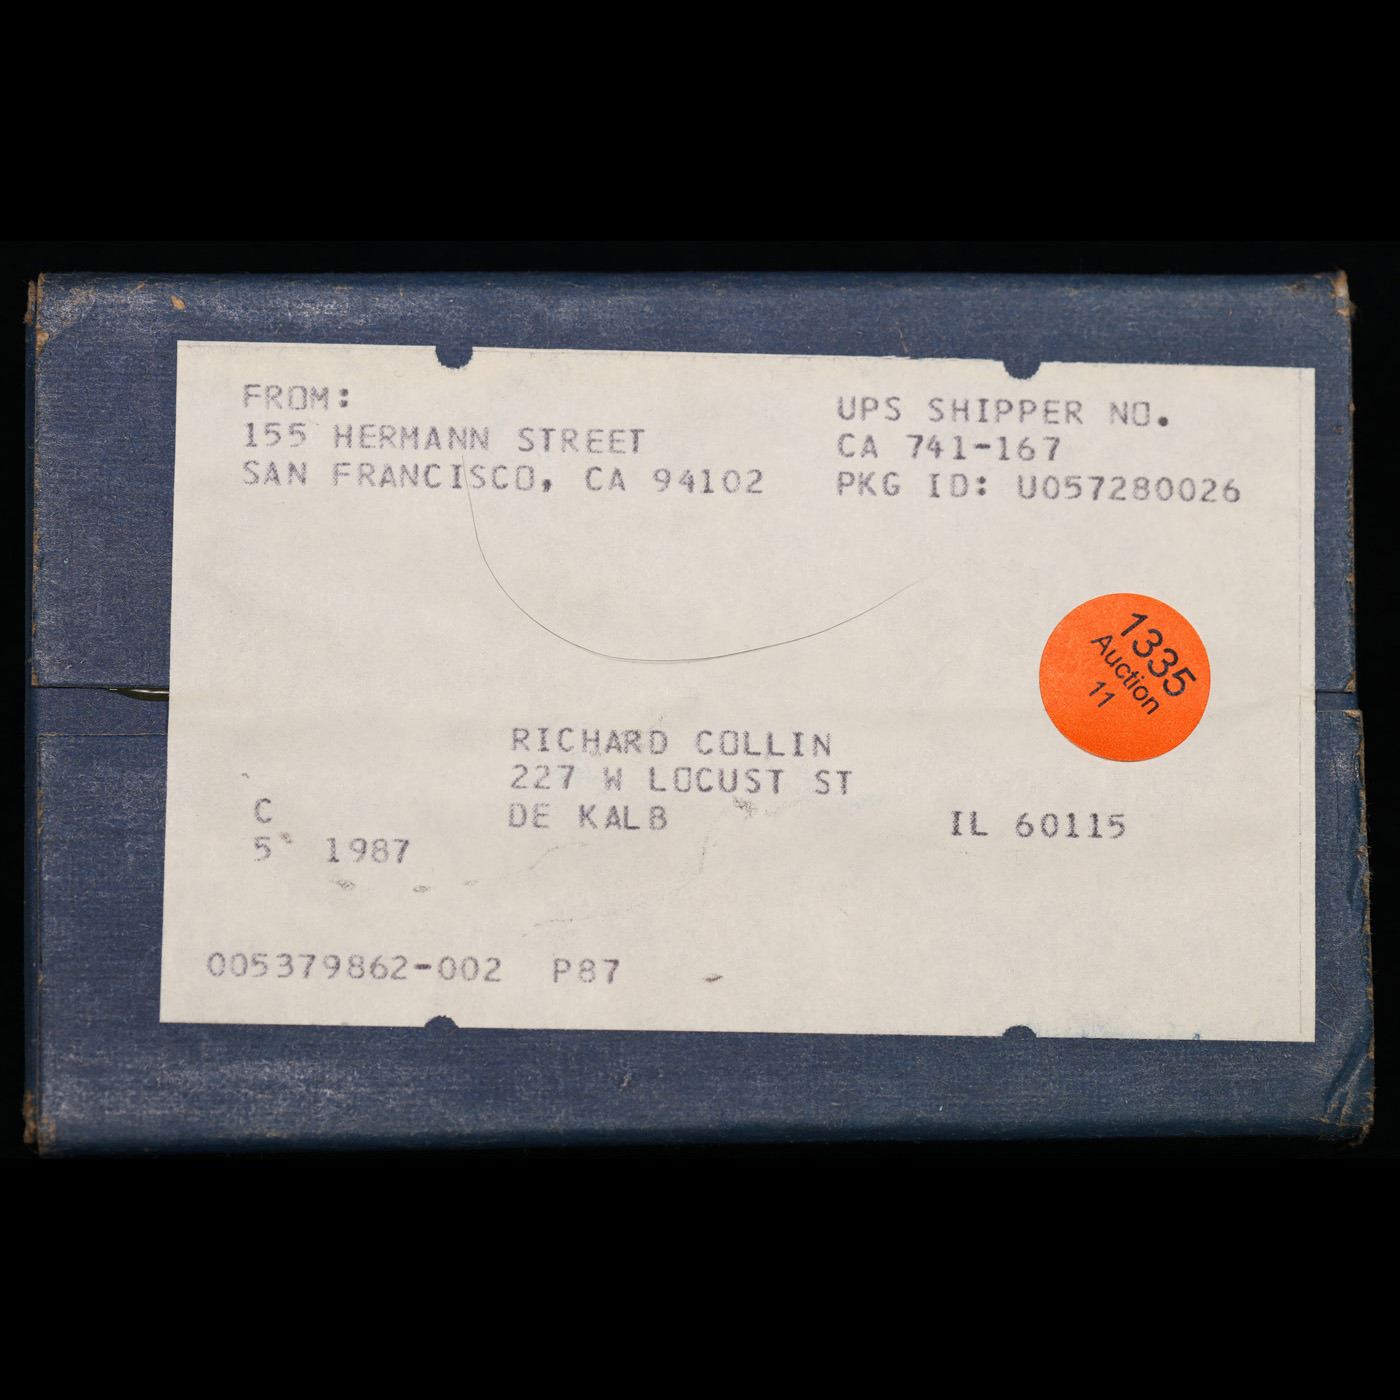 FROM:
155 HERMANN STREET
SAN FRANCISCO, CA 94102
UPS SHIPPER NO.
CA 741-167
PKG ID: U057280026
1335
Auction
11
RICHARD COLLIN
227 W LOCUST ST
DE KALB IL 60115
C
5 1987
005379862-002 P87